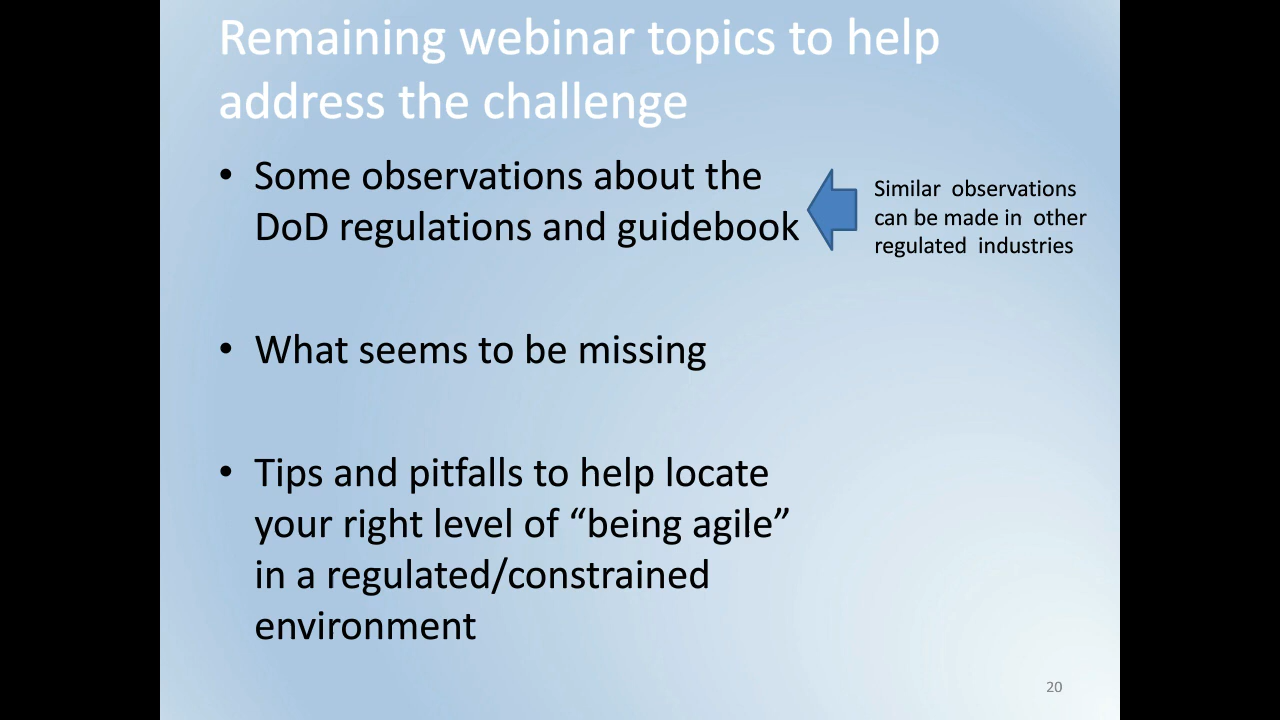 Remaining webinar topics to help
address the challenge
• Some observations about the
DoD regulations and guidebook
Similar observations
can be made in other
regulated industries
• What seems to be missing
• Tips and pitfalls to help locate
your right level of “being agile”
in a regulated/constrained
environment
20